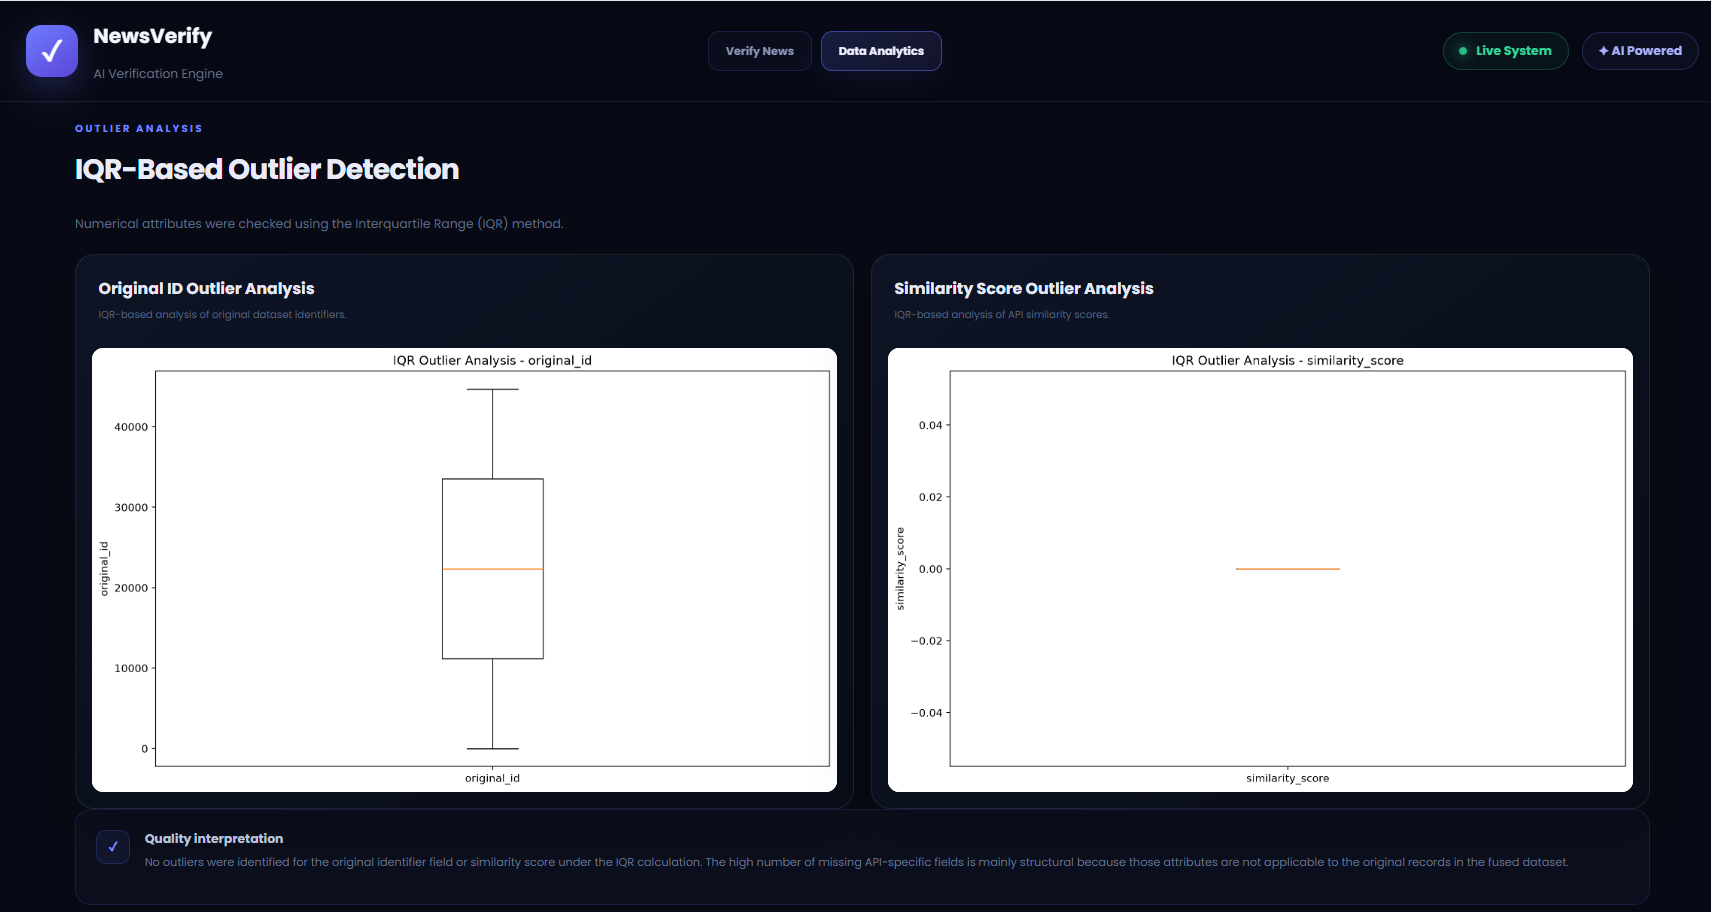 NewsVerify
AI Verification Engine
Verify News
Data Analytics
Live System
✦ AI Powered
OUTLIER ANALYSIS
IQR-Based Outlier Detection
Numerical attributes were checked using the Interquartile Range (IQR) method.
Original ID Outlier Analysis
IQR-based analysis of original dataset identifiers.
IQR Outlier Analysis - original_id
40000
30000
20000
10000
0
original_id
original_id
Similarity Score Outlier Analysis
IQR-based analysis of API similarity scores.
IQR Outlier Analysis - similarity_score
0.04
0.02
0.00
−0.02
−0.04
similarity_score
similarity_score
Quality interpretation
No outliers were identified for the original identifier field or similarity score under the IQR calculation. The high number of missing API-specific fields is mainly structural because those attributes are not applicable to the original records in the fused dataset.